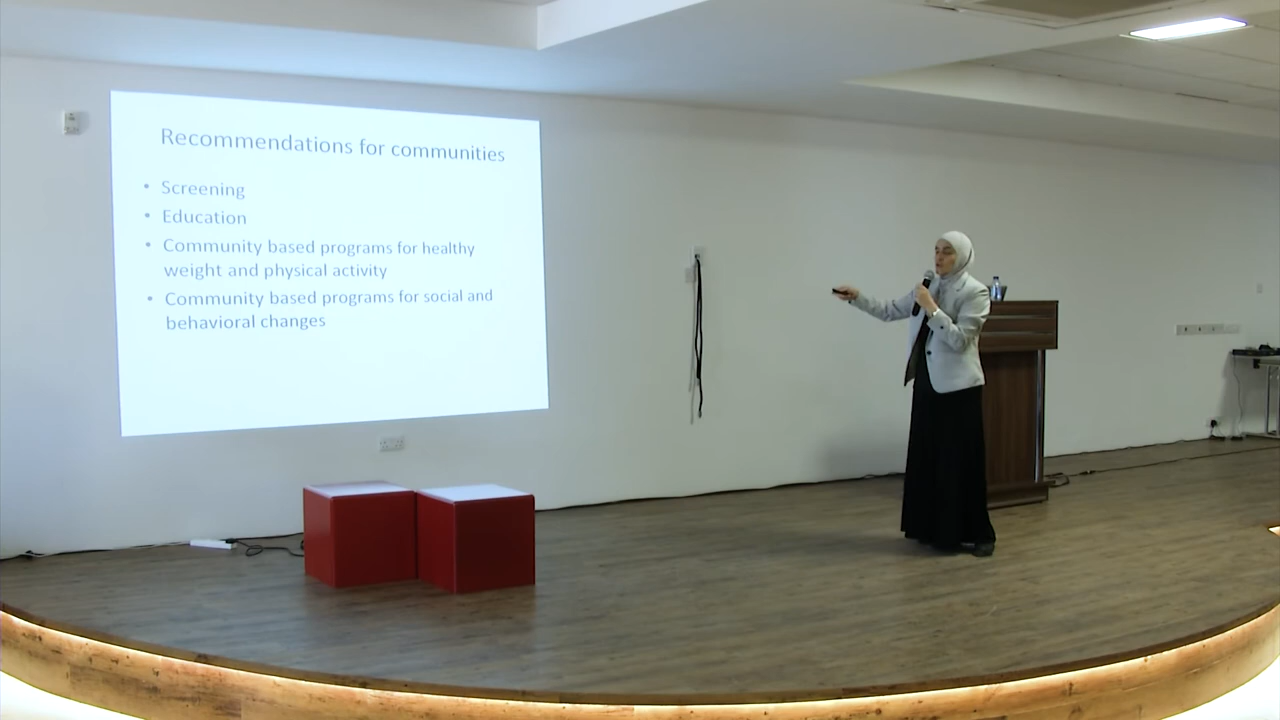 Recommendations for communities
• Screening
• Education
• Community based programs for healthy
weight and physical activity
• Community based programs for social and
behavioral changes